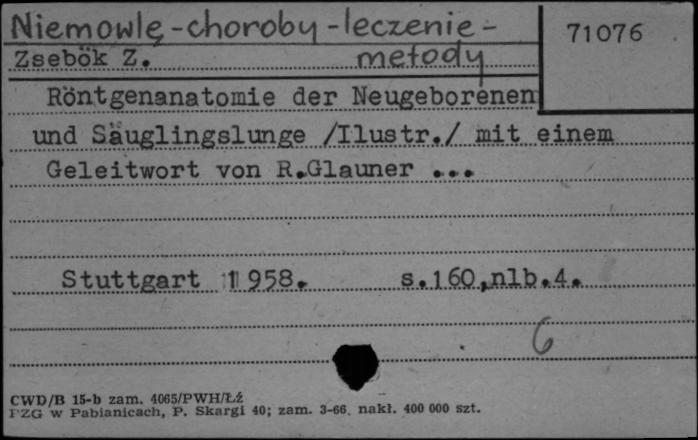 Niemowlę-choroby-leczenie-
metody
71076
Zsebök Z.
Röntgenanatomie der Neugeborenen
und Säuglingslunge /Ilustr./ mit einem
Geleitwort von R.Glauner ...
Stuttgart 1958. s.160,nlb.4.
6
CWD/B 15-b zam. 4065/PWH/Łź
PZG w Pabianicach, P. Skargi 40; zam. 3-66. nakł. 400 000 szt.